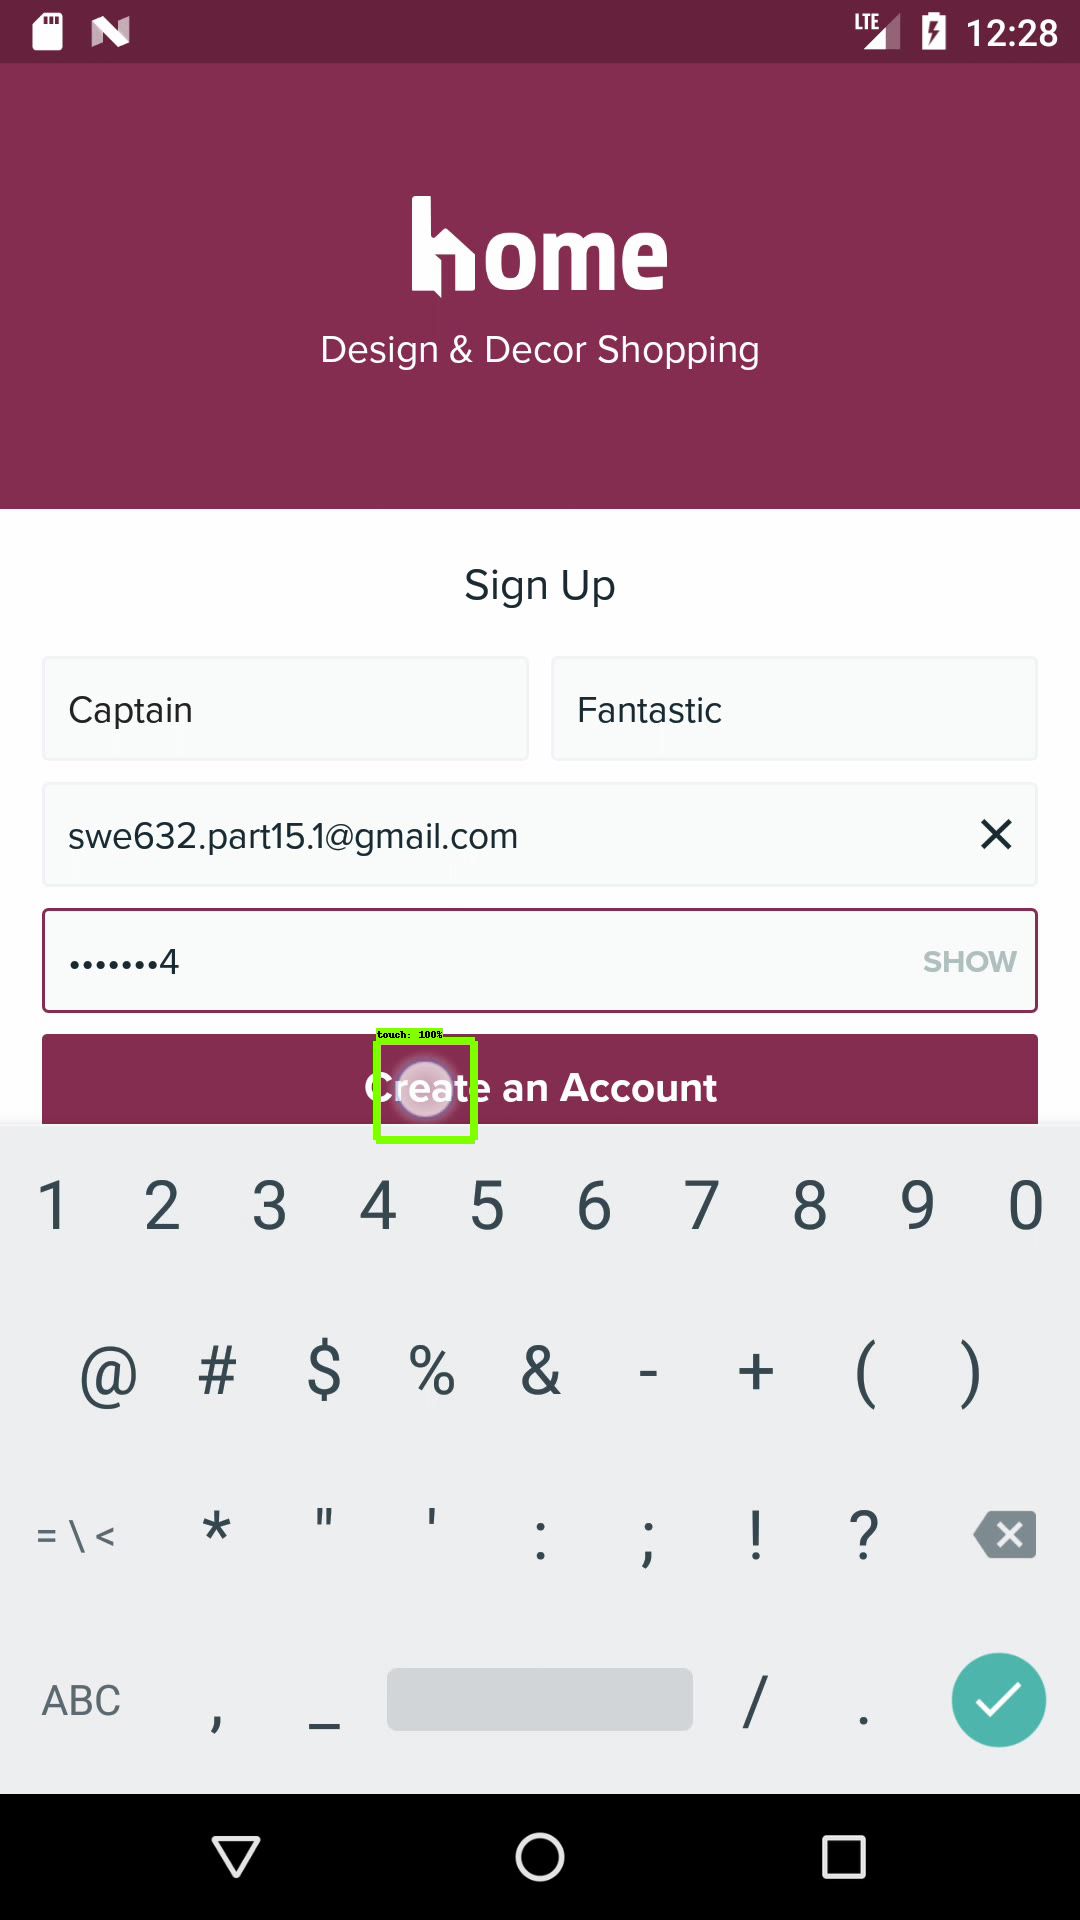 LTE 12:28
home
Design & Decor Shopping
Sign Up
Captain Fantastic
swe632.part15.1@gmail.com
•••••••4 SHOW
touch: 100%
Create an Account
1 2 3 4 5 6 7 8 9 0
@ # $ % & - + ( )
= \ < * " ' : ; ! ?
ABC , _ / .